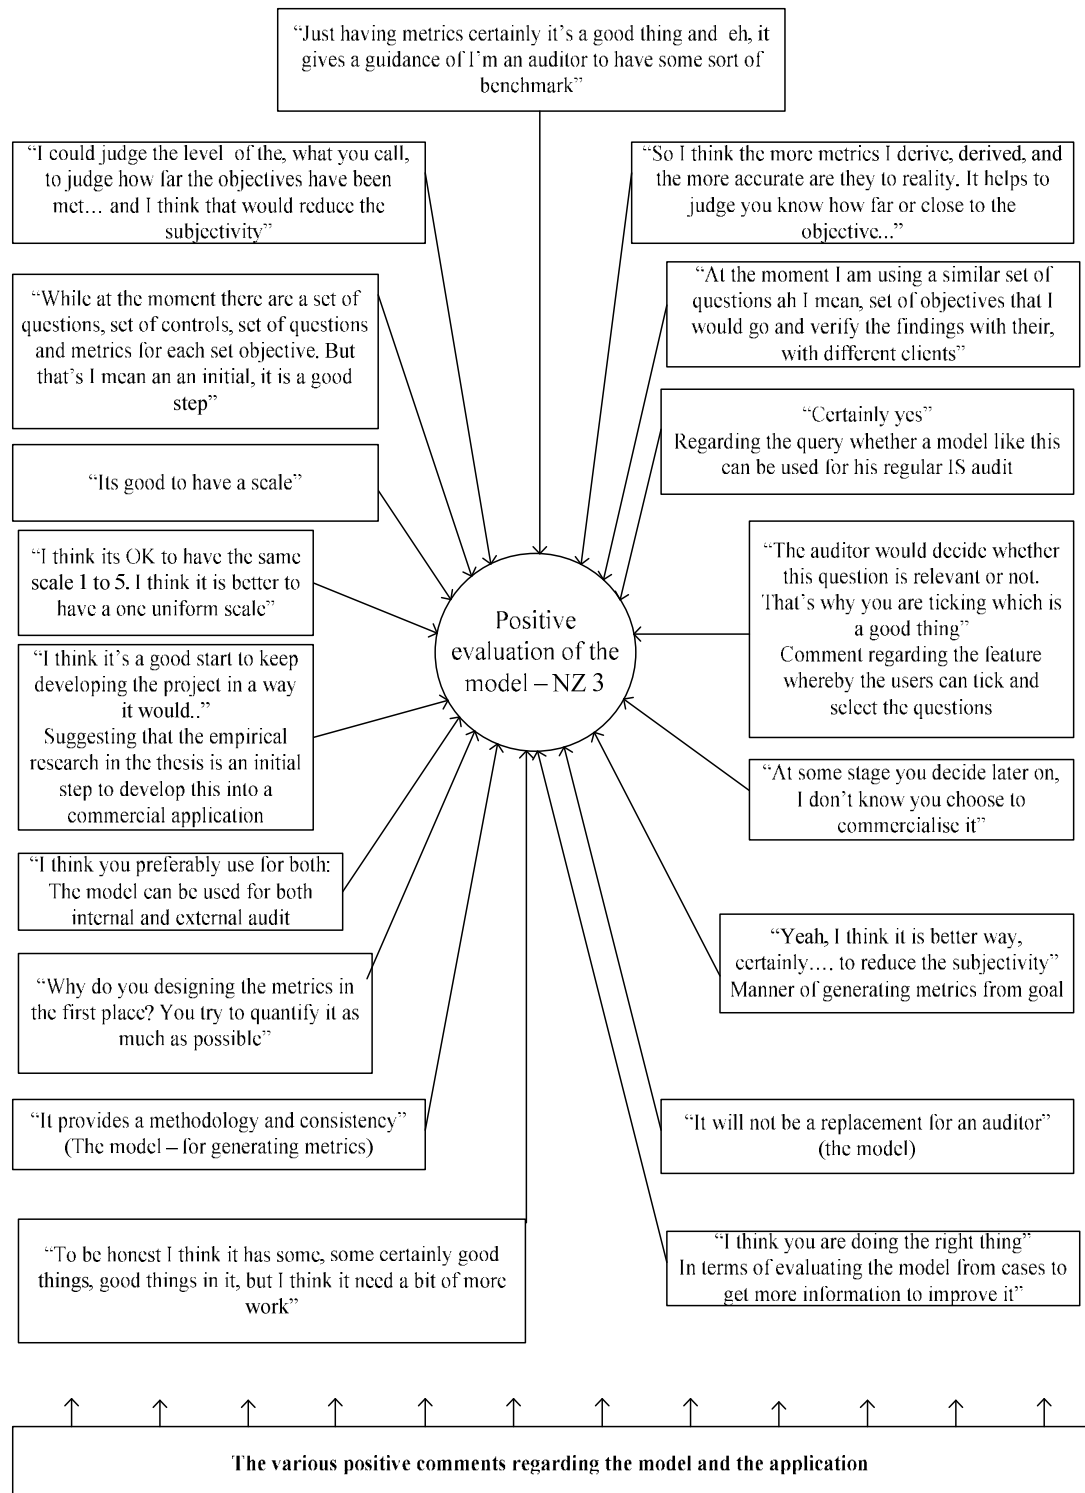 “Just having metrics certainly it’s a good thing and eh, it
gives a guidance of I’m an auditor to have some sort of
benchmark”
“I could judge the level of the, what you call,
to judge how far the objectives have been
met… and I think that would reduce the
subjectivity”
“So I think the more metrics I derive, derived, and
the more accurate are they to reality. It helps to
judge you know how far or close to the
objective...”
“While at the moment there are a set of
questions, set of controls, set of questions
and metrics for each set objective. But
that’s I mean an an initial, it is a good
step”
“At the moment I am using a similar set of
questions ah I mean, set of objectives that I
would go and verify the findings with their,
with different clients”
“Certainly yes”
Regarding the query whether a model like this
can be used for his regular IS audit
“Its good to have a scale”
“I think its OK to have the same
scale 1 to 5. I think it is better to
have a one uniform scale”
“The auditor would decide whether
this question is relevant or not.
That’s why you are ticking which is
a good thing”
Comment regarding the feature
whereby the users can tick and
select the questions
Positive
evaluation of the
model – NZ 3
“I think it’s a good start to keep
developing the project in a way
it would..”
Suggesting that the empirical
research in the thesis is an initial
step to develop this into a
commercial application
“At some stage you decide later on,
I don’t know you choose to
commercialise it”
“I think you preferably use for both:
The model can be used for both
internal and external audit
“Yeah, I think it is better way,
certainly…. to reduce the subjectivity”
Manner of generating metrics from goal
“Why do you designing the metrics in
the first place? You try to quantify it as
much as possible”
“It provides a methodology and consistency”
(The model – for generating metrics)
“It will not be a replacement for an auditor”
(the model)
“To be honest I think it has some, some certainly good
things, good things in it, but I think it need a bit of more
work”
“I think you are doing the right thing”
In terms of evaluating the model from cases to
get more information to improve it”
The various positive comments regarding the model and the application